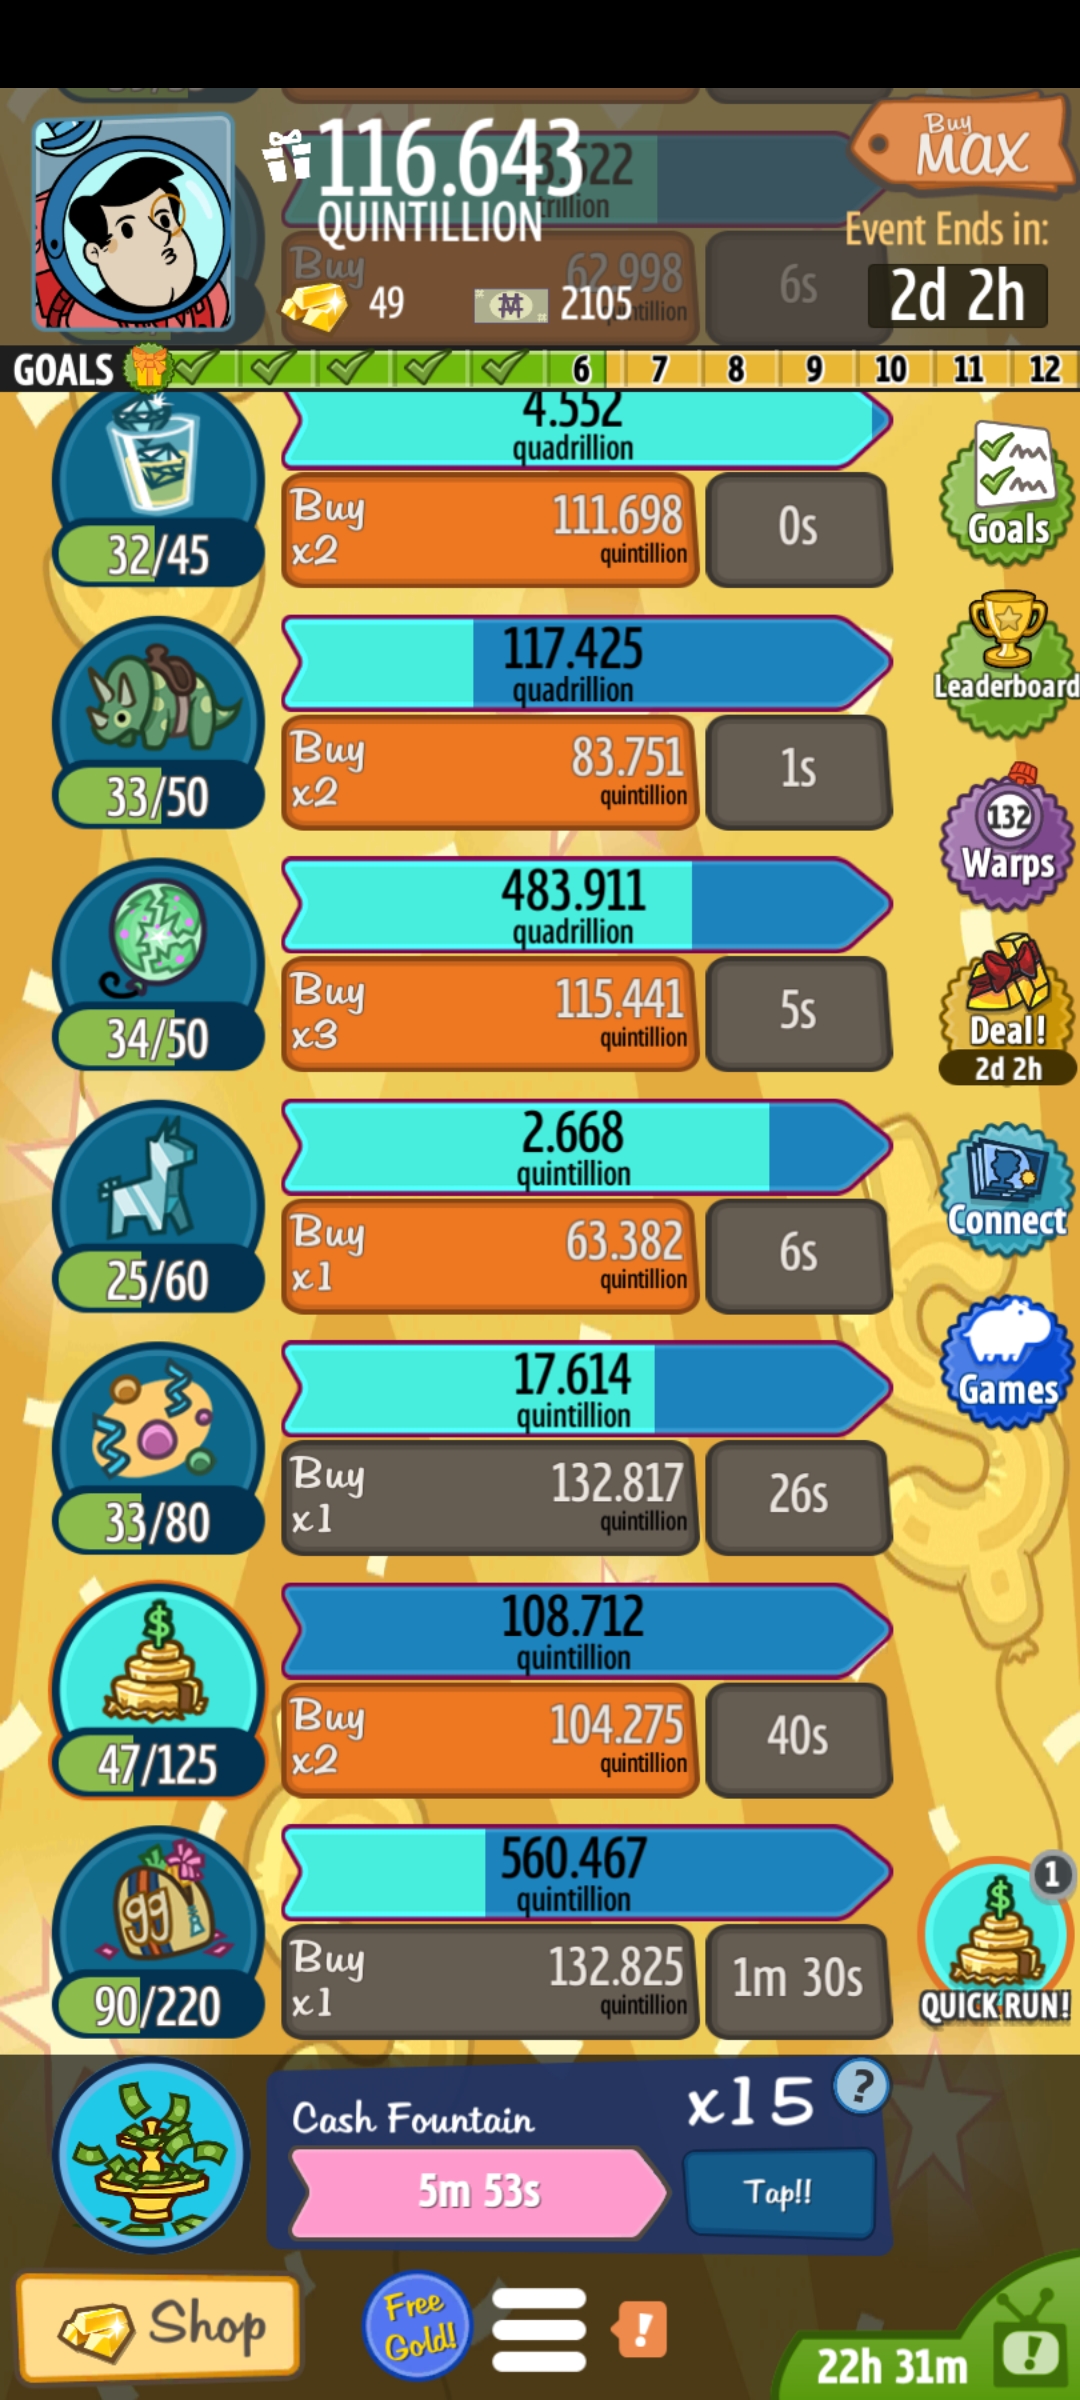 116.643
QUINTILLION
Buy
MAX
Event Ends in:
2d 2h
49
2105
Buy
62.998
6s
GOALS
6 7 8 9 10 11 12
4.552
quadrillion
Buy
x2
111.698
quintillion
0s
32/45
Goals
117.425
quadrillion
Buy
x2
83.751
quintillion
1s
33/50
Leaderboard
132
Warps
483.911
quadrillion
Buy
x3
115.441
quintillion
5s
34/50
Deal!
2d 2h
2.668
quintillion
Buy
x1
63.382
quintillion
6s
25/60
Connect
17.614
quintillion
Buy
x1
132.817
quintillion
26s
33/80
Games
$
108.712
quintillion
Buy
x2
104.275
quintillion
40s
47/125
99
560.467
quintillion
Buy
x1
132.825
quintillion
1m 30s
90/220
1
$
QUICK RUN!
Cash Fountain
x15
?
5m 53s
Tap!!
Shop
Free
Gold!
!
22h 31m
!